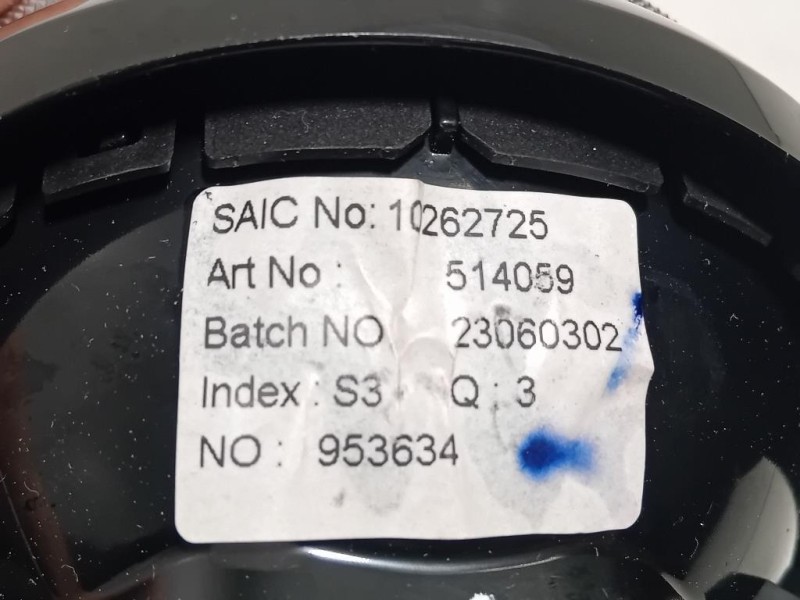 SAIC No: 10262725
Art No : 514059
Batch NO 23060302
Index : S3 Q : 3
NO : 953634